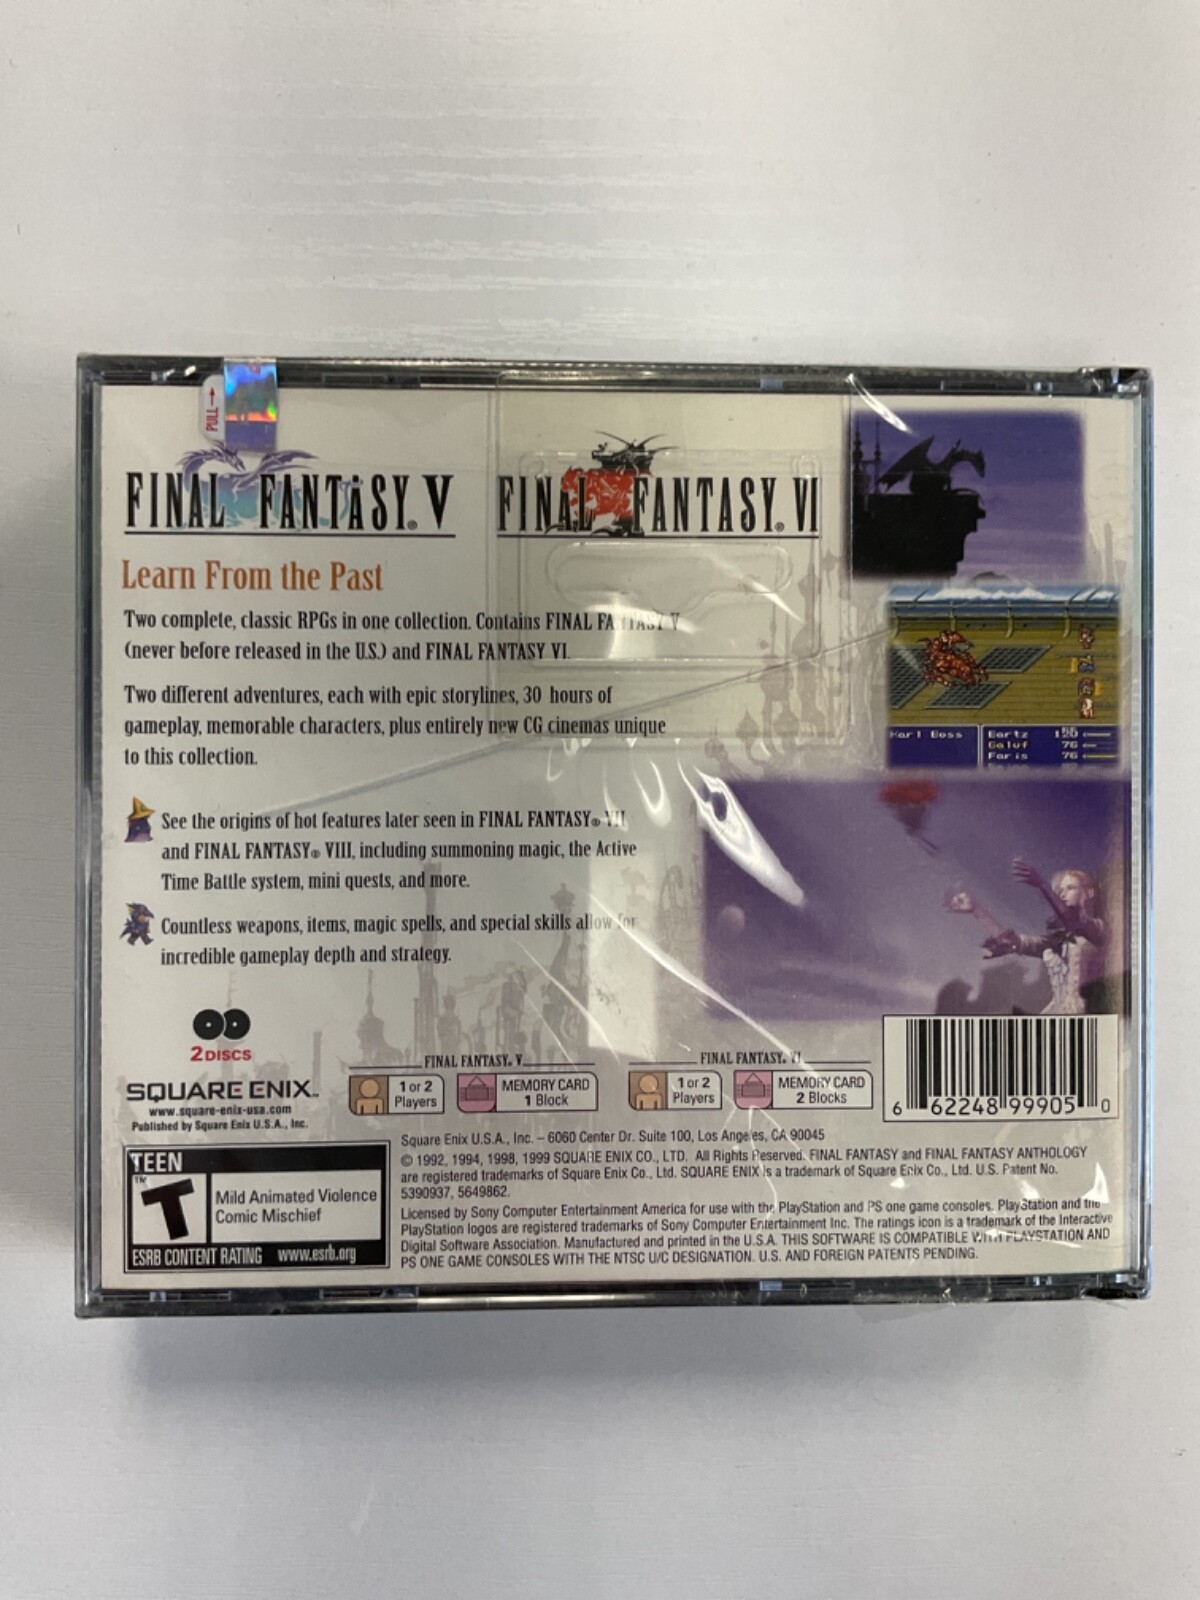 PULL→
FINAL FANTASY® V
FINAL FANTASY® VI
Learn From the Past
Two complete, classic RPGs in one collection. Contains FINAL FANTASY V
(never before released in the U.S.) and FINAL FANTASY VI.
Two different adventures, each with epic storylines, 30 hours of
gameplay, memorable characters, plus entirely new CG cinemas unique
to this collection.
See the origins of hot features later seen in FINAL FANTASY® VII
and FINAL FANTASY® VIII, including summoning magic, the Active
Time Battle system, mini quests, and more.
Countless weapons, items, magic spells, and special skills allow for
incredible gameplay depth and strategy.
Karl Boss
Bartz
Galuf 76
Faris 76
2 DISCS
SQUARE ENIX™
www.square-enix-usa.com
Published by Square Enix U.S.A., Inc.
FINAL FANTASY® V
1 or 2
Players
MEMORY CARD
1 Block
FINAL FANTASY® VI
1 or 2
Players
MEMORY CARD
2 Blocks
6 62248 99905 0
TEEN
™
T
Mild Animated Violence
Comic Mischief
ESRB CONTENT RATING www.esrb.org
Square Enix U.S.A., Inc. – 6060 Center Dr. Suite 100, Los Angeles, CA 90045
© 1992, 1994, 1998, 1999 SQUARE ENIX CO., LTD. All Rights Reserved. FINAL FANTASY and FINAL FANTASY ANTHOLOGY
are registered trademarks of Square Enix Co., Ltd. SQUARE ENIX is a trademark of Square Enix Co., Ltd. U.S. Patent No.
5390937, 5649862.
Licensed by Sony Computer Entertainment America for use with the PlayStation and PS one game consoles. PlayStation and the
PlayStation logos are registered trademarks of Sony Computer Entertainment Inc. The ratings icon is a trademark of the Interactive
Digital Software Association. Manufactured and printed in the U.S.A. THIS SOFTWARE IS COMPATIBLE WITH PLAYSTATION AND
PS ONE GAME CONSOLES WITH THE NTSC U/C DESIGNATION. U.S. AND FOREIGN PATENTS PENDING.